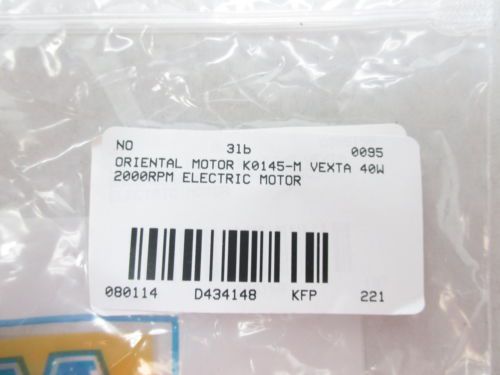 NO 31b 0095
ORIENTAL MOTOR K0145-M VEXTA 40W
2000RPM ELECTRIC MOTOR
080114 D434148 KFP 221